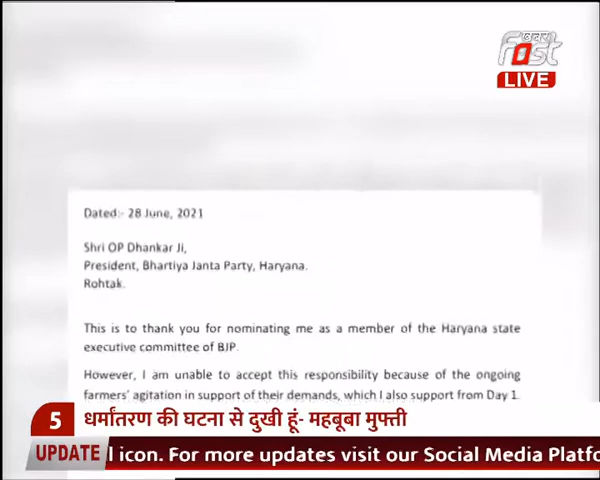 खबर
Fast
LIVE
Dated:- 28 June, 2021
Shri OP Dhankar Ji,
President, Bhartiya Janta Party, Haryana.
Rohtak.
This is to thank you for nominating me as a member of the Haryana state
executive committee of BJP.
However, I am unable to accept this responsibility because of the ongoing
farmers' agitation in support of their demands, which I also support from Day 1.
5 धर्मांतरण की घटना से दुखी हूं- महबूबा मुफ्ती
UPDATE l icon. For more updates visit our Social Media Platfo